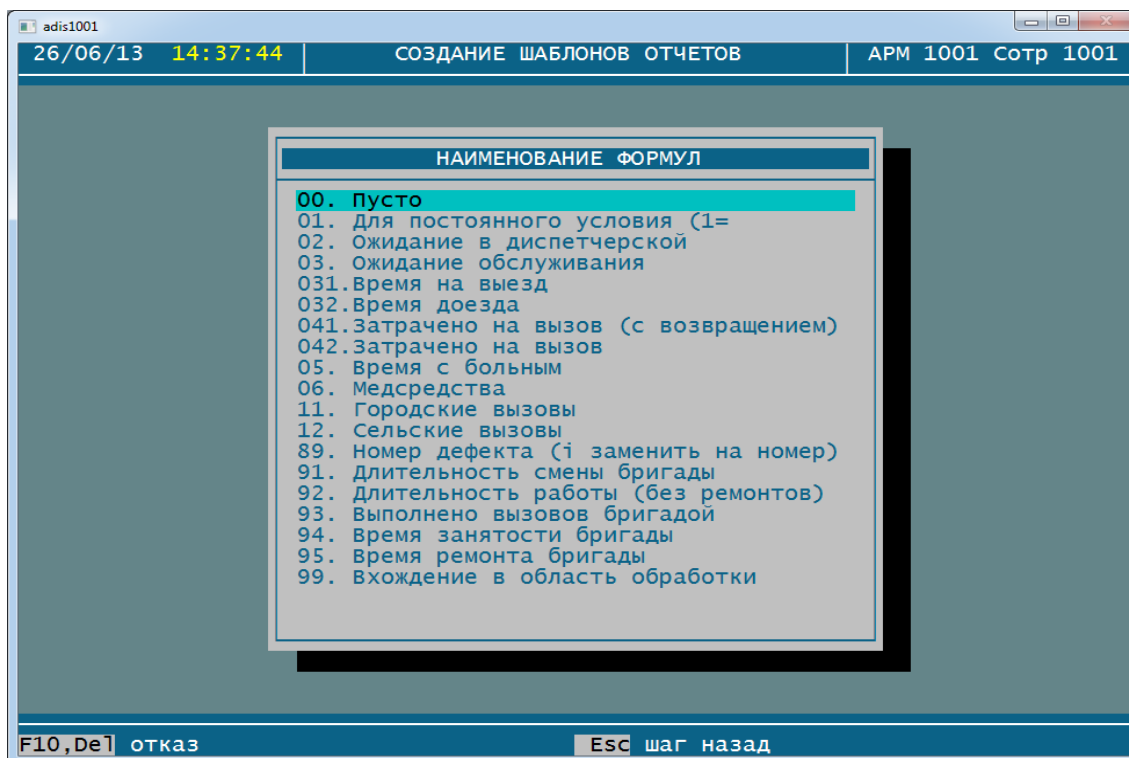 adis1001
26/06/13 14:37:44 СОЗДАНИЕ ШАБЛОНОВ ОТЧЕТОВ АРМ 1001 Сотр 1001
НАИМЕНОВАНИЕ ФОРМУЛ
00. Пусто
01. Для постоянного условия (1=
02. Ожидание в диспетчерской
03. Ожидание обслуживания
031.Время на выезд
032.Время доезда
041.Затрачено на вызов (с возвращением)
042.Затрачено на вызов
05. Время с больным
06. Медсредства
11. Городские вызовы
12. Сельские вызовы
89. Номер дефекта (i заменить на номер)
91. Длительность смены бригады
92. Длительность работы (без ремонтов)
93. Выполнено вызовов бригадой
94. Время занятости бригады
95. Время ремонта бригады
99. Вхождение в область обработки
F10,Del отказ Esc шаг назад